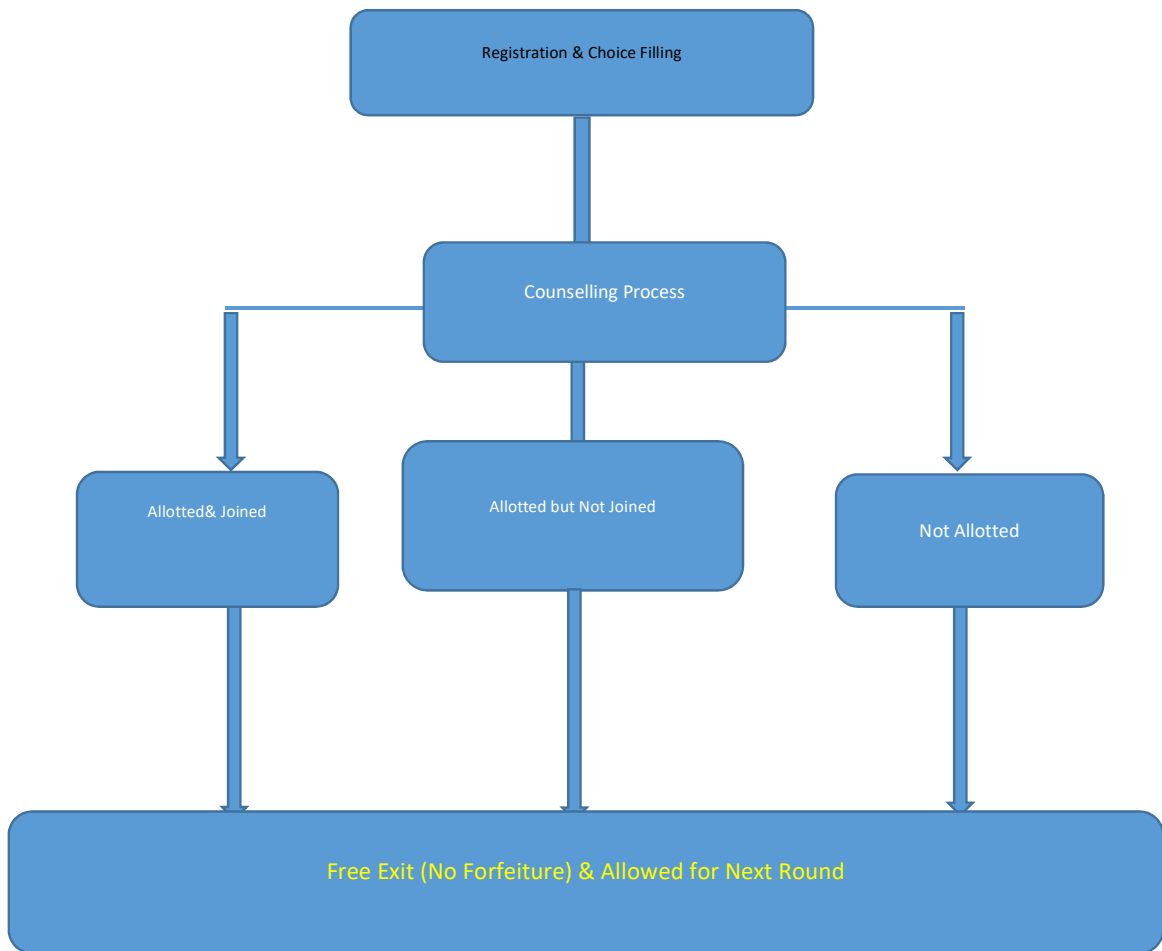 Registration & Choice Filling
Counselling Process
Allotted& Joined
Allotted but Not Joined
Not Allotted
Free Exit (No Forfeiture) & Allowed for Next Round